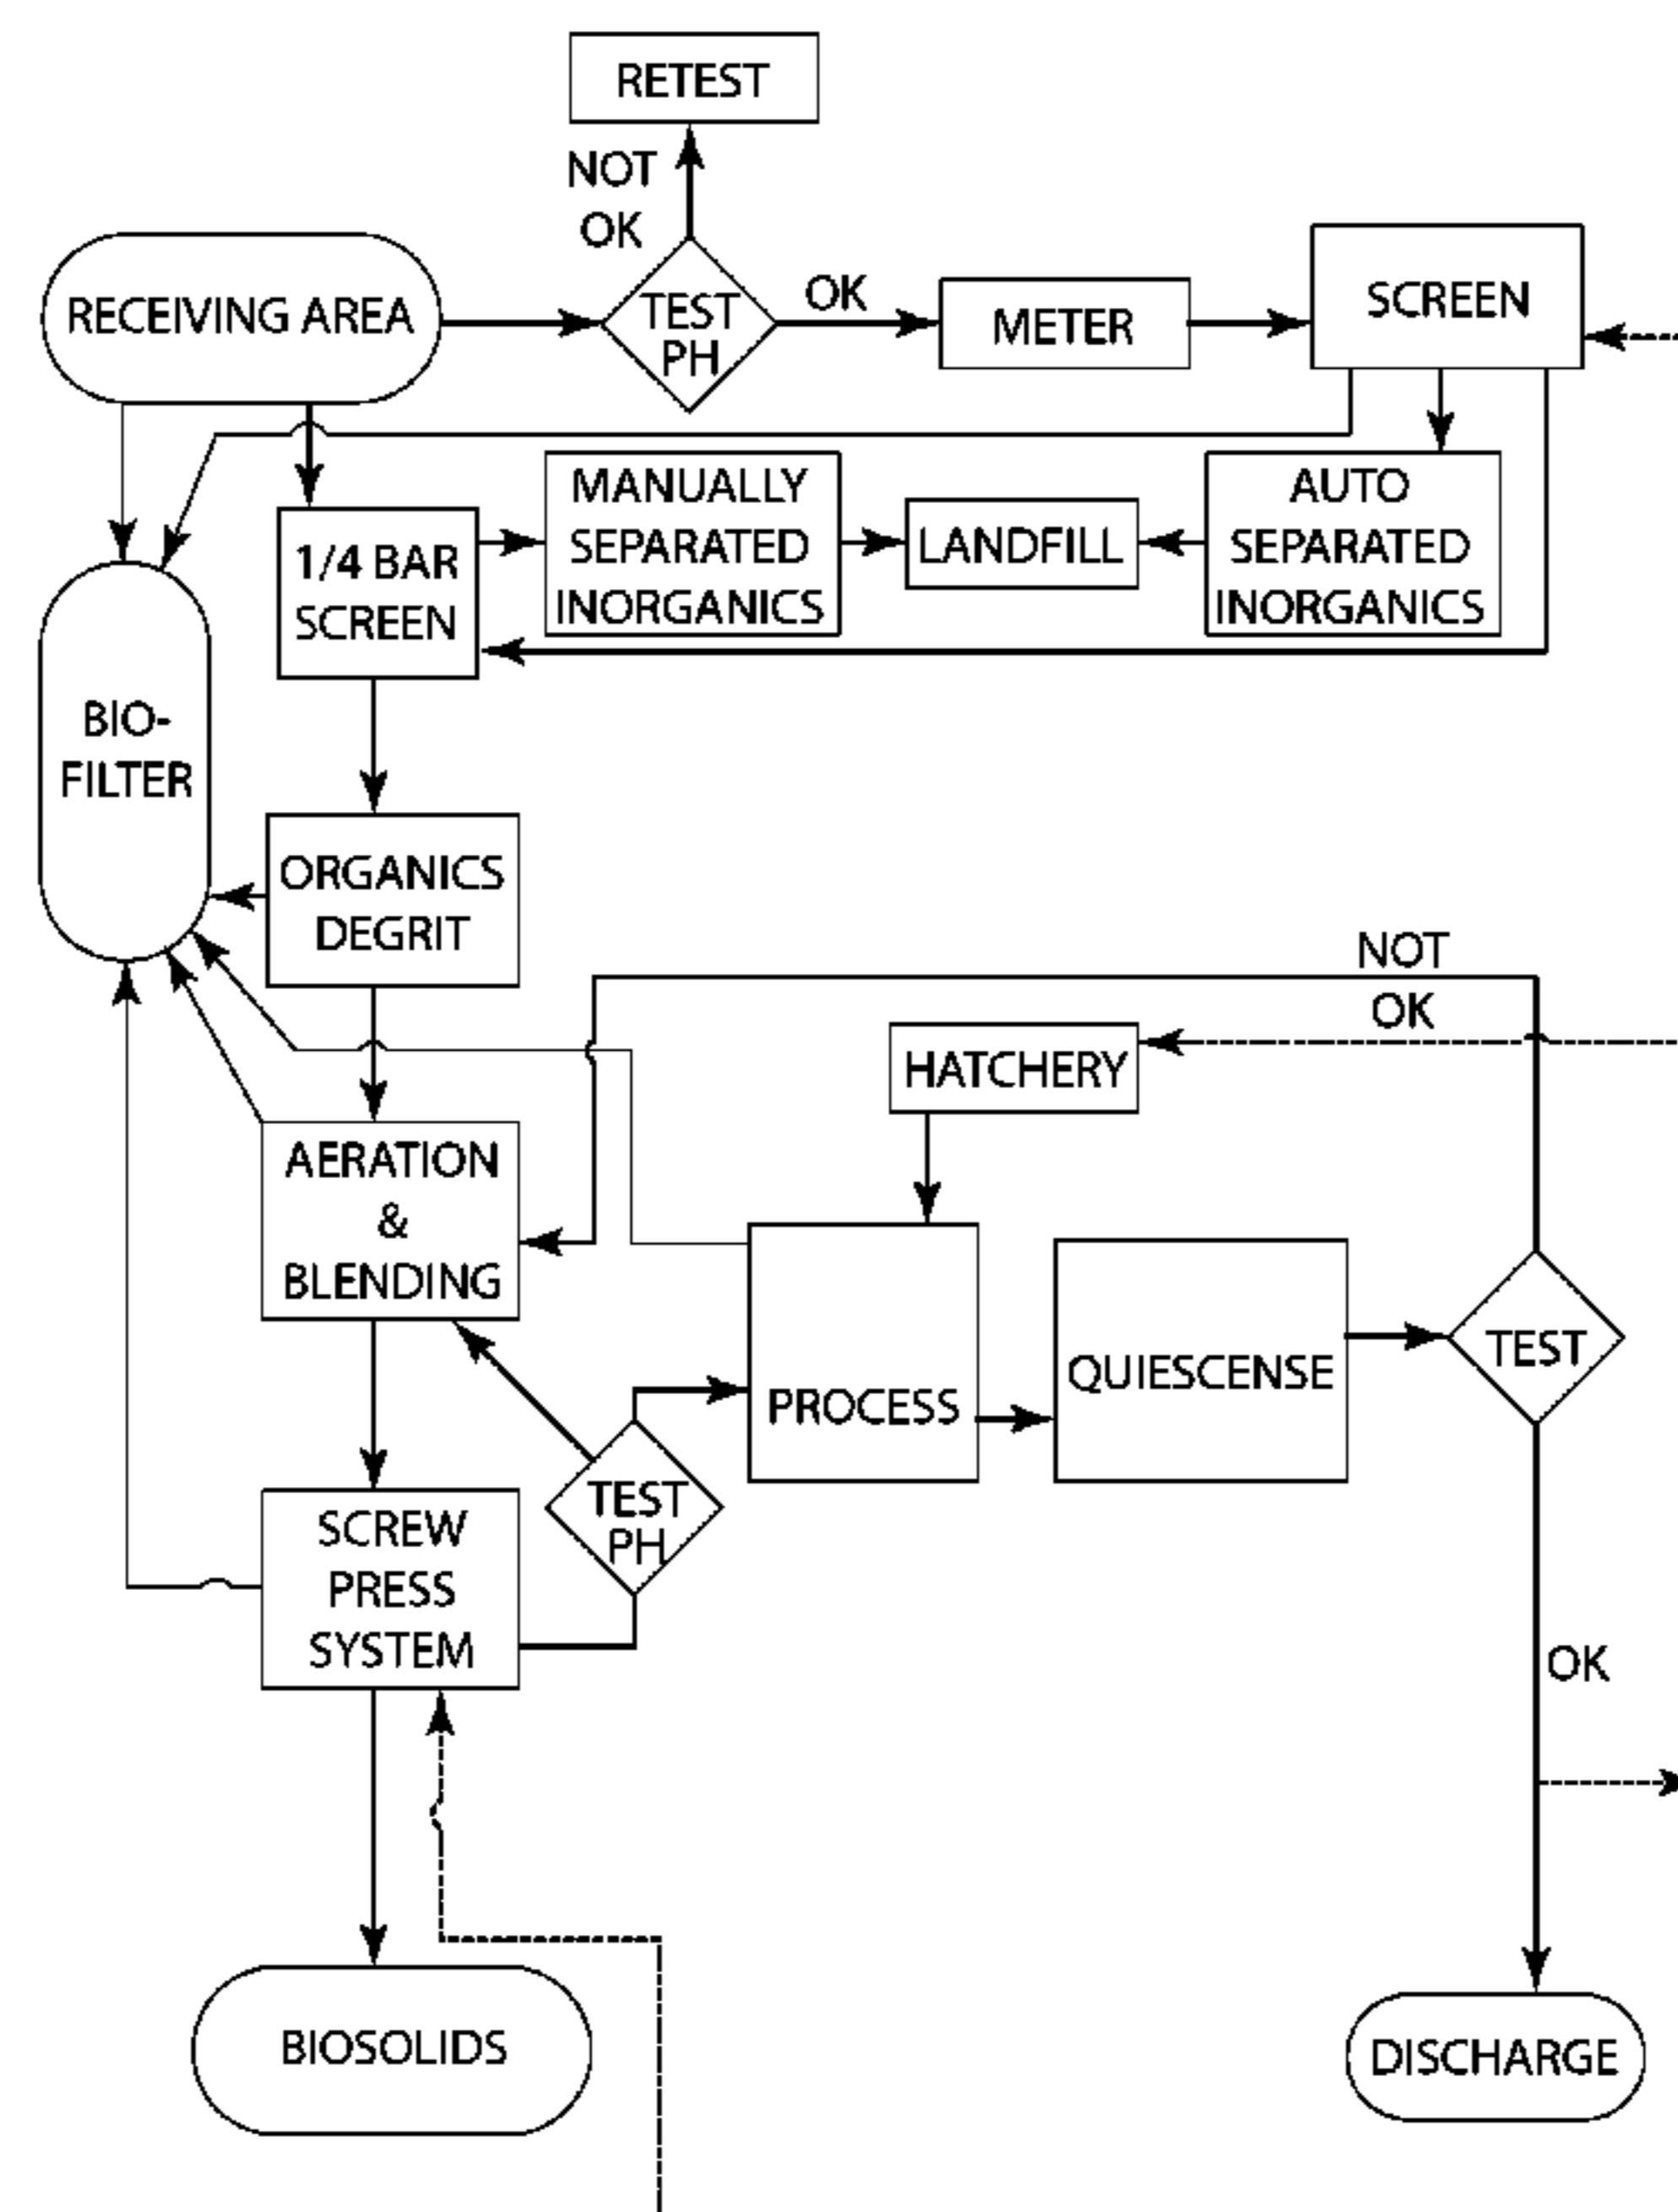 RETEST
NOT
OK
RECEIVING AREA
TEST
PH
OK
METER
SCREEN
MANUALLY
SEPARATED
INORGANICS
LANDFILL
AUTO
SEPARATED
INORGANICS
1/4 BAR
SCREEN
BIO-
FILTER
ORGANICS
DEGRIT
NOT
OK
HATCHERY
AERATION
&
BLENDING
PROCESS
QUIESCENSE
TEST
TEST
PH
SCREW
PRESS
SYSTEM
OK
BIOSOLIDS
DISCHARGE